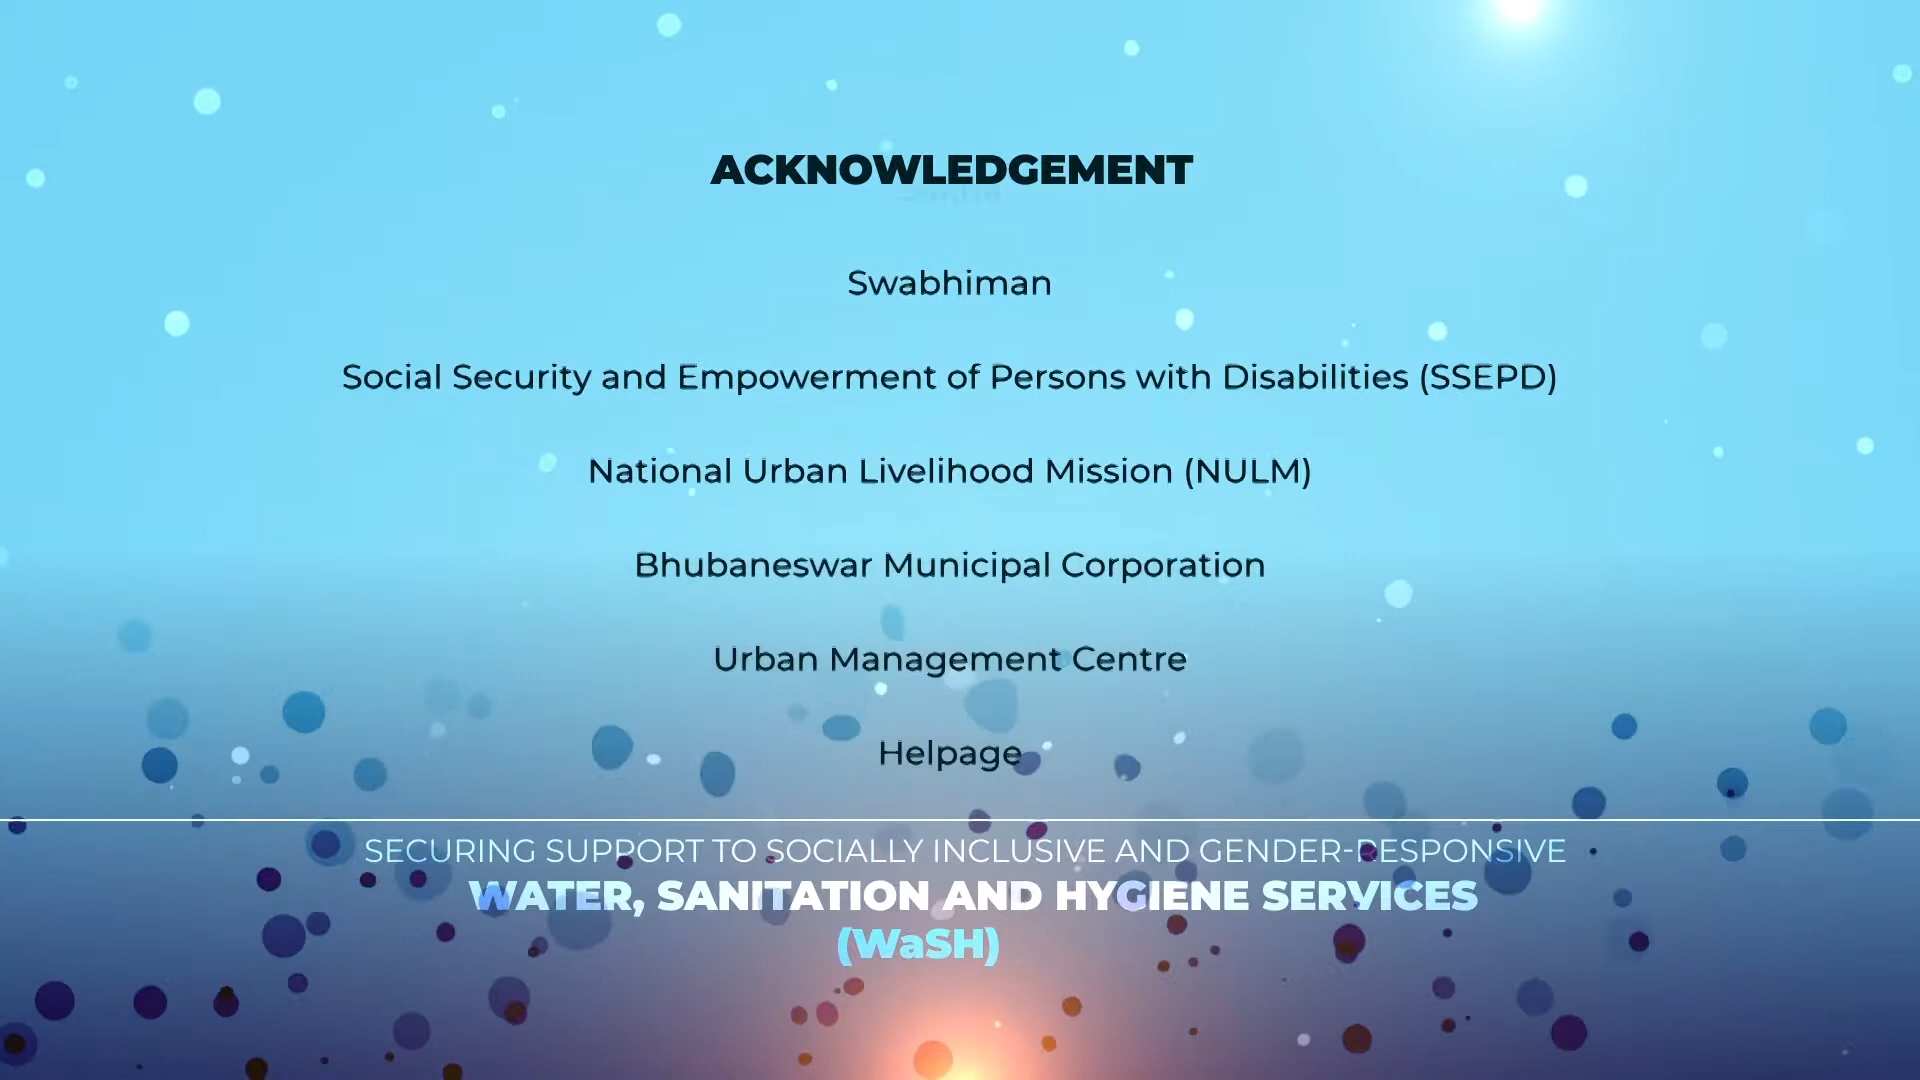 ACKNOWLEDGEMENT
Swabhiman
Social Security and Empowerment of Persons with Disabilities (SSEPD)
National Urban Livelihood Mission (NULM)
Bhubaneswar Municipal Corporation
Urban Management Centre
Helpage
SECURING SUPPORT TO SOCIALLY INCLUSIVE AND GENDER-RESPONSIVE
WATER, SANITATION AND HYGIENE SERVICES
(WaSH)